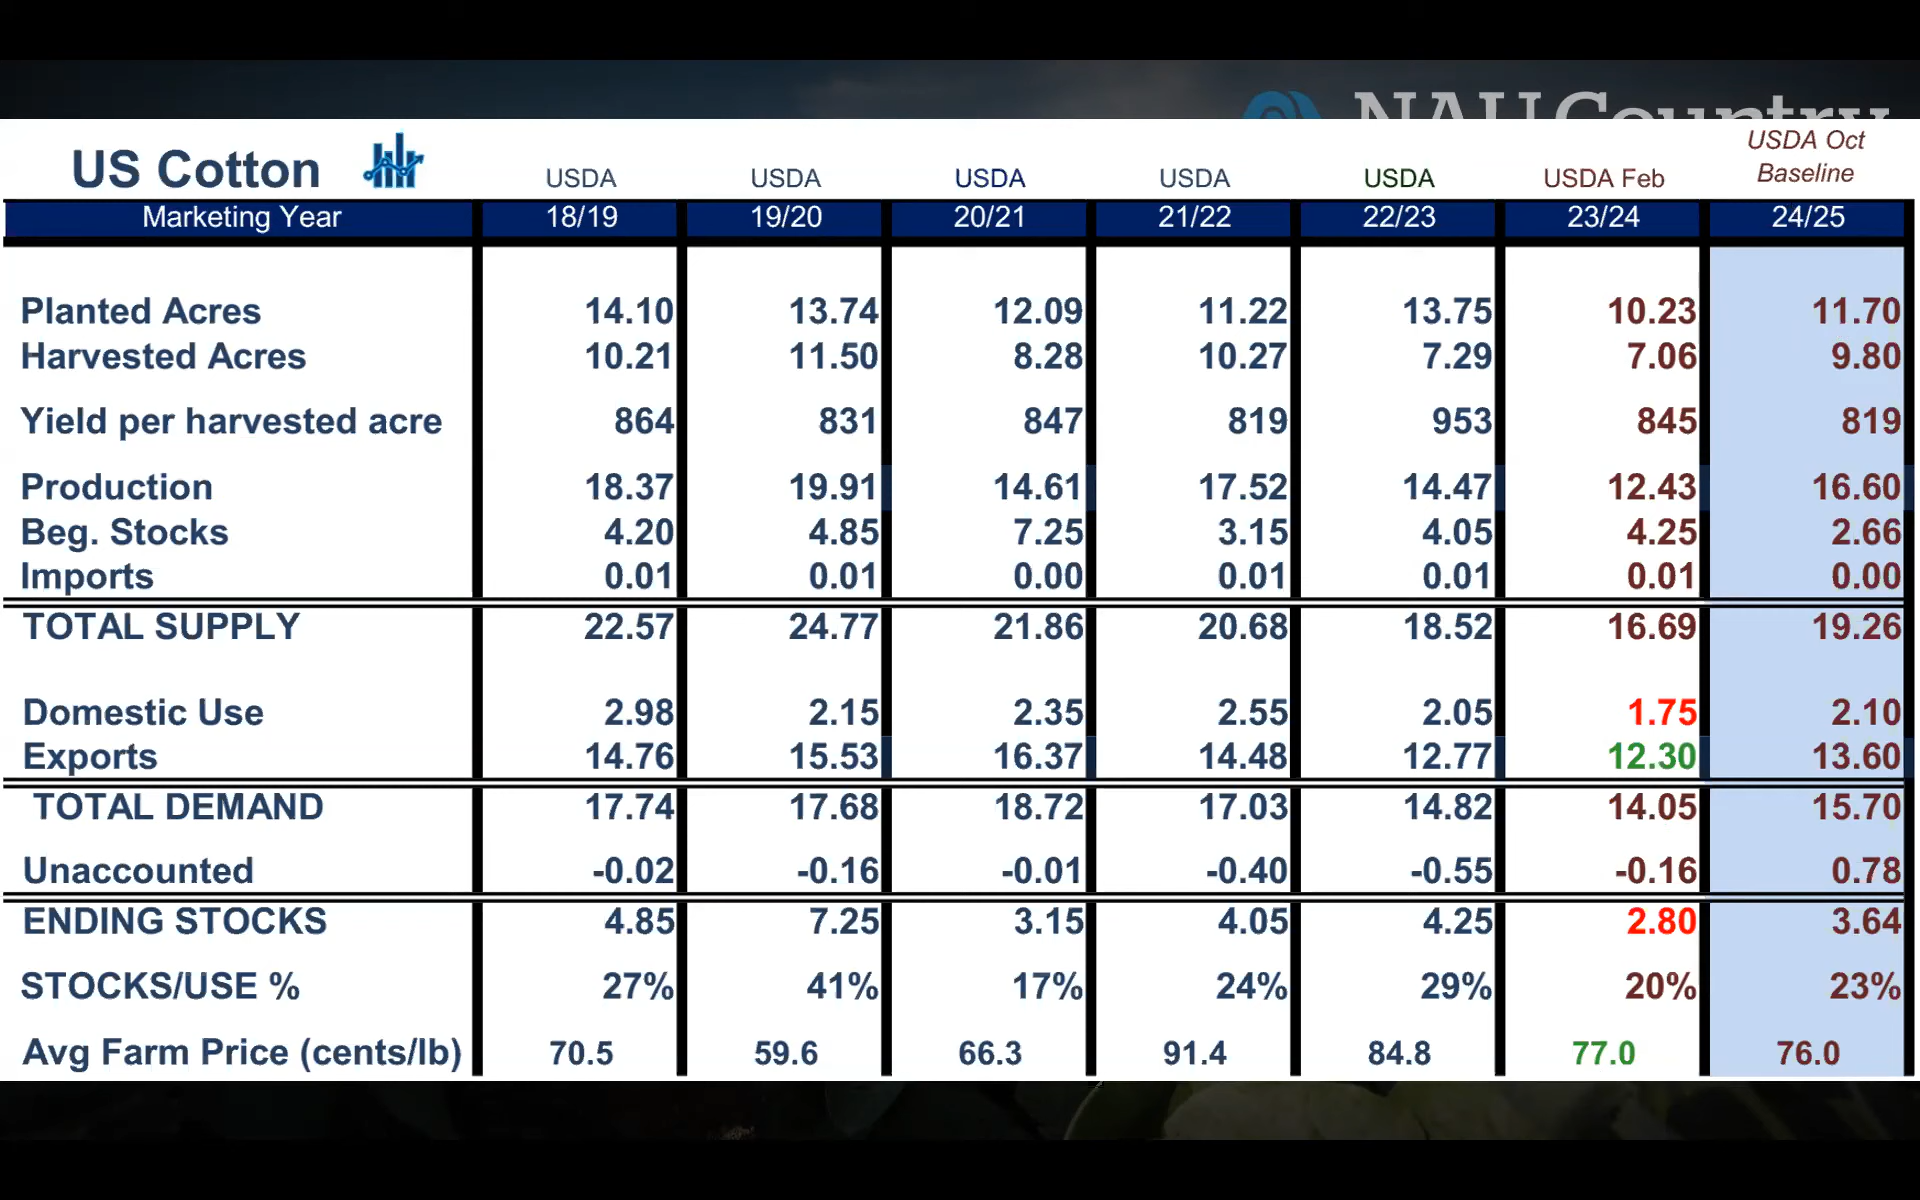 NAU Country
US Cotton USDA USDA USDA USDA USDA USDA Feb USDA Oct Baseline
Marketing Year 18/19 19/20 20/21 21/22 22/23 23/24 24/25
Planted Acres 14.10 13.74 12.09 11.22 13.75 10.23 11.70
Harvested Acres 10.21 11.50 8.28 10.27 7.29 7.06 9.80
Yield per harvested acre 864 831 847 819 953 845 819
Production 18.37 19.91 14.61 17.52 14.47 12.43 16.60
Beg. Stocks 4.20 4.85 7.25 3.15 4.05 4.25 2.66
Imports 0.01 0.01 0.00 0.01 0.01 0.01 0.00
TOTAL SUPPLY 22.57 24.77 21.86 20.68 18.52 16.69 19.26
Domestic Use 2.98 2.15 2.35 2.55 2.05 1.75 2.10
Exports 14.76 15.53 16.37 14.48 12.77 12.30 13.60
TOTAL DEMAND 17.74 17.68 18.72 17.03 14.82 14.05 15.70
Unaccounted -0.02 -0.16 -0.01 -0.40 -0.55 -0.16 0.78
ENDING STOCKS 4.85 7.25 3.15 4.05 4.25 2.80 3.64
STOCKS/USE % 27% 41% 17% 24% 29% 20% 23%
Avg Farm Price (cents/lb) 70.5 59.6 66.3 91.4 84.8 77.0 76.0